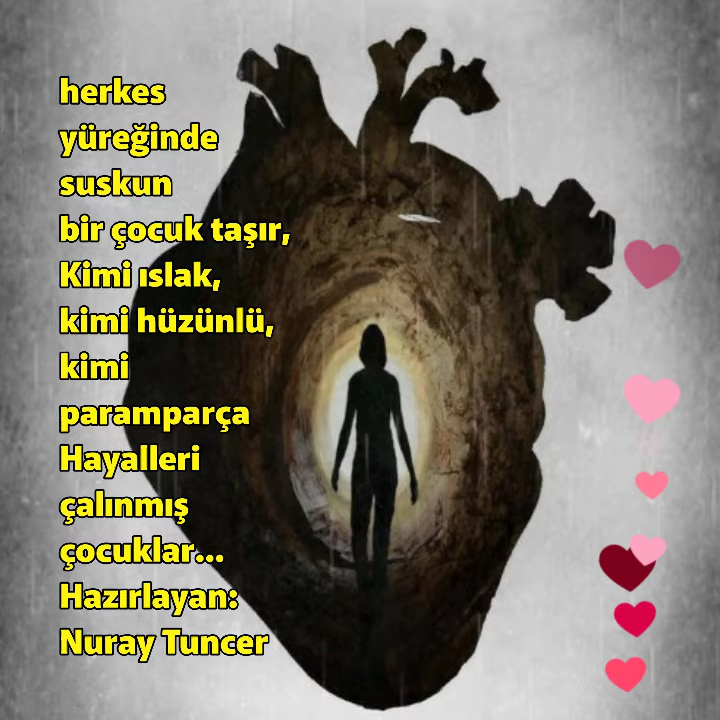 herkes
yüreğinde
suskun
bir çocuk taşır,
Kimi ıslak,
kimi hüzünlü,
kimi
paramparça
Hayalleri
çalınmış
çocuklar...
Hazırlayan:
Nuray Tuncer